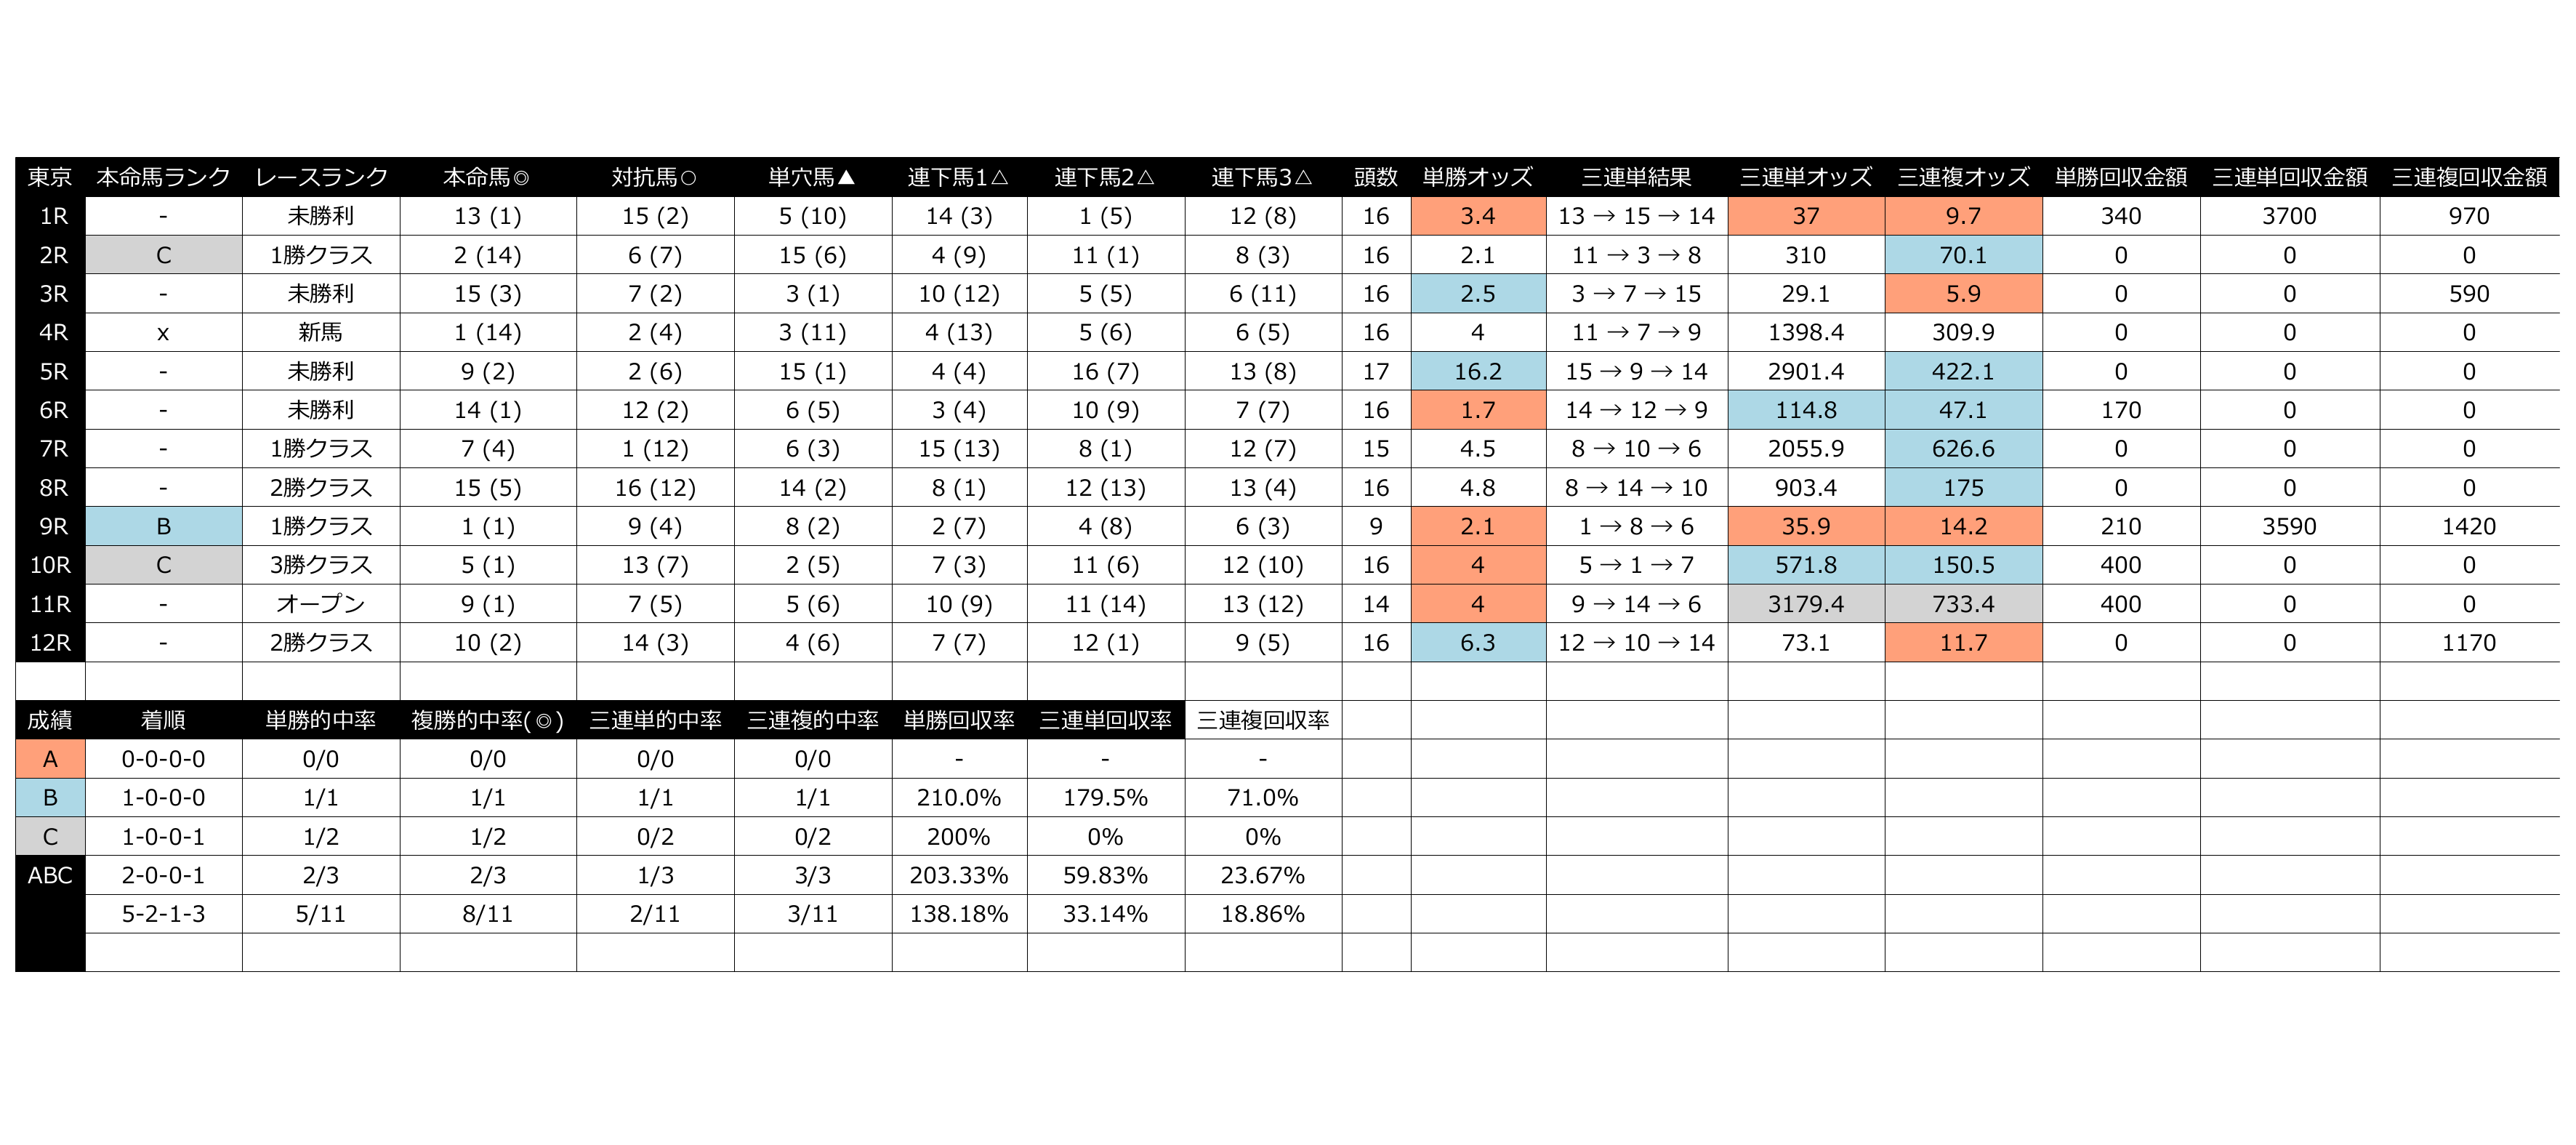 東京 本命馬ランク レースランク 本命馬◎ 対抗馬○ 単穴馬▲ 連下馬1△ 連下馬2△ 連下馬3△ 頭数 単勝オッズ 三連単結果 三連単オッズ 三連複オッズ 単勝回収金額 三連単回収金額 三連複回収金額
1R - 未勝利 13 (1) 15 (2) 5 (10) 14 (3) 1 (5) 12 (8) 16 3.4 13 → 15 → 14 37 9.7 340 3700 970
2R C 1勝クラス 2 (14) 6 (7) 15 (6) 4 (9) 11 (1) 8 (3) 16 2.1 11 → 3 → 8 310 70.1 0 0 0
3R - 未勝利 15 (3) 7 (2) 3 (1) 10 (12) 5 (5) 6 (11) 16 2.5 3 → 7 → 15 29.1 5.9 0 0 590
4R x 新馬 1 (14) 2 (4) 3 (11) 4 (13) 5 (6) 6 (5) 16 4 11 → 7 → 9 1398.4 309.9 0 0 0
5R - 未勝利 9 (2) 2 (6) 15 (1) 4 (4) 16 (7) 13 (8) 17 16.2 15 → 9 → 14 2901.4 422.1 0 0 0
6R - 未勝利 14 (1) 12 (2) 6 (5) 3 (4) 10 (9) 7 (7) 16 1.7 14 → 12 → 9 114.8 47.1 170 0 0
7R - 1勝クラス 7 (4) 1 (12) 6 (3) 15 (13) 8 (1) 12 (7) 15 4.5 8 → 10 → 6 2055.9 626.6 0 0 0
8R - 2勝クラス 15 (5) 16 (12) 14 (2) 8 (1) 12 (13) 13 (4) 16 4.8 8 → 14 → 10 903.4 175 0 0 0
9R B 1勝クラス 1 (1) 9 (4) 8 (2) 2 (7) 4 (8) 6 (3) 9 2.1 1 → 8 → 6 35.9 14.2 210 3590 1420
10R C 3勝クラス 5 (1) 13 (7) 2 (5) 7 (3) 11 (6) 12 (10) 16 4 5 → 1 → 7 571.8 150.5 400 0 0
11R - オープン 9 (1) 7 (5) 5 (6) 10 (9) 11 (14) 13 (12) 14 4 9 → 14 → 6 3179.4 733.4 400 0 0
12R - 2勝クラス 10 (2) 14 (3) 4 (6) 7 (7) 12 (1) 9 (5) 16 6.3 12 → 10 → 14 73.1 11.7 0 0 1170
成績 着順 単勝的中率 複勝的中率(◎) 三連単的中率 三連複的中率 単勝回収率 三連単回収率 三連複回収率
A 0-0-0-0 0/0 0/0 0/0 0/0 - - -
B 1-0-0-0 1/1 1/1 1/1 1/1 210.0% 179.5% 71.0%
C 1-0-0-1 1/2 1/2 0/2 0/2 200% 0% 0%
ABC 2-0-0-1 2/3 2/3 1/3 3/3 203.33% 59.83% 23.67%
5-2-1-3 5/11 8/11 2/11 3/11 138.18% 33.14% 18.86%